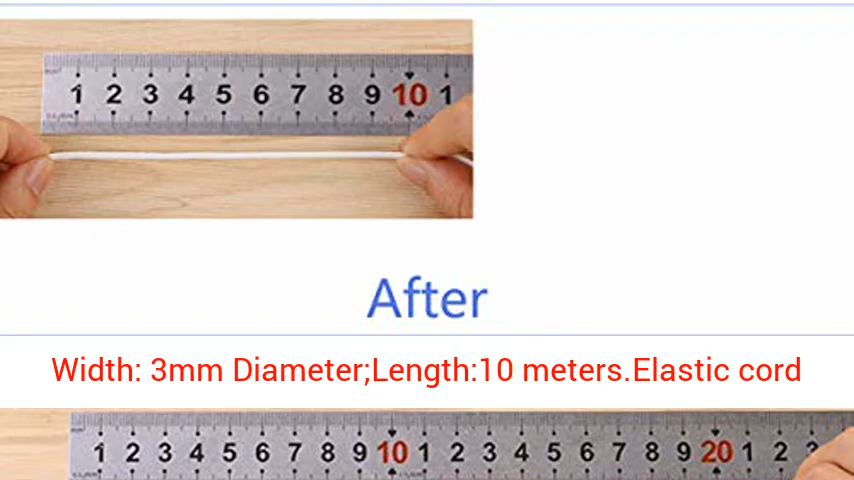 1 2 3 4 5 6 7 8 9 10 1
After
Width: 3mm Diameter;Length:10 meters.Elastic cord
1 2 3 4 5 6 7 8 9 10 1 2 3 4 5 6 7 8 9 20 1 2 3